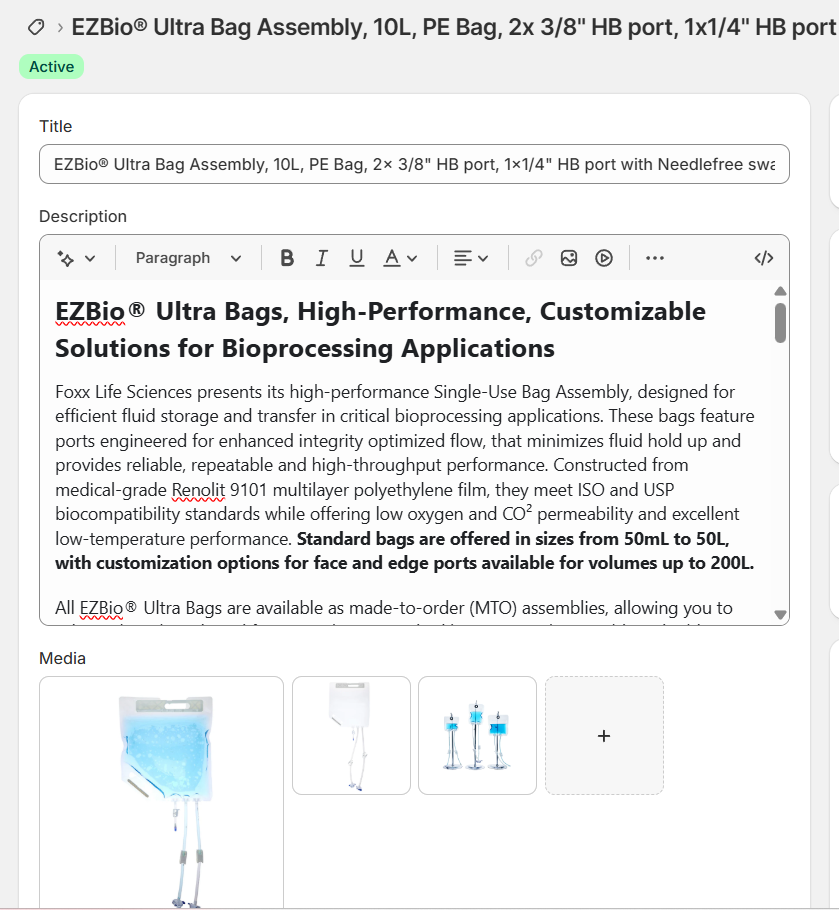 › EZBio® Ultra Bag Assembly, 10L, PE Bag, 2x 3/8" HB port, 1x1/4" HB port
Active
Title
EZBio® Ultra Bag Assembly, 10L, PE Bag, 2× 3/8" HB port, 1×1/4" HB port with Needlefree swa
Description
Paragraph
B I U A </>
EZBio® Ultra Bags, High-Performance, Customizable
Solutions for Bioprocessing Applications
Foxx Life Sciences presents its high-performance Single-Use Bag Assembly, designed for
efficient fluid storage and transfer in critical bioprocessing applications. These bags feature
ports engineered for enhanced integrity optimized flow, that minimizes fluid hold up and
provides reliable, repeatable and high-throughput performance. Constructed from
medical-grade Renolit 9101 multilayer polyethylene film, they meet ISO and USP
biocompatibility standards while offering low oxygen and CO² permeability and excellent
low-temperature performance. Standard bags are offered in sizes from 50mL to 50L,
with customization options for face and edge ports available for volumes up to 200L.
All EZBio® Ultra Bags are available as made-to-order (MTO) assemblies, allowing you to
Media
+